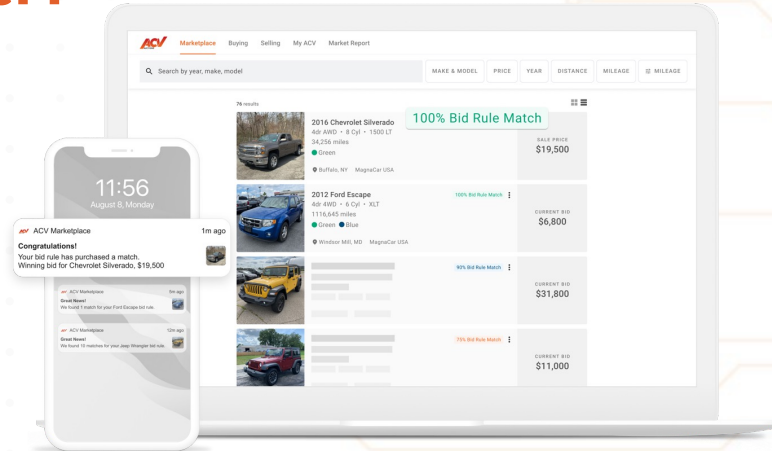 ACV
Marketplace Buying Selling My ACV Market Report
Search by year, make, model
MAKE & MODEL PRICE YEAR DISTANCE MILEAGE MILEAGE
76 results
2016 Chevrolet Silverado
4dr AWD • 8 Cyl • 1500 LT
34,256 miles
Green
Buffalo, NY MagnaCar USA
100% Bid Rule Match
SALE PRICE
$19,500
2012 Ford Escape
4dr 4WD • 6 Cyl • XLT
1116,645 miles
Green Blue
Windsor Mill, MD MagnaCar USA
100% Bid Rule Match
CURRENT BID
$6,800
90% Bid Rule Match
CURRENT BID
$31,800
75% Bid Rule Match
CURRENT BID
$11,000
11:56
August 8, Monday
ACV ACV Marketplace 1m ago
Congratulations!
Your bid rule has purchased a match.
Winning bid for Chevrolet Silverado, $19,500
ACV Marketplace 5m ago
Great News!
We found 1 match for your Ford Escape bid rule.
ACV Marketplace 12m ago
Great News!
We found 10 matches for your Jeep Wrangler bid rule.